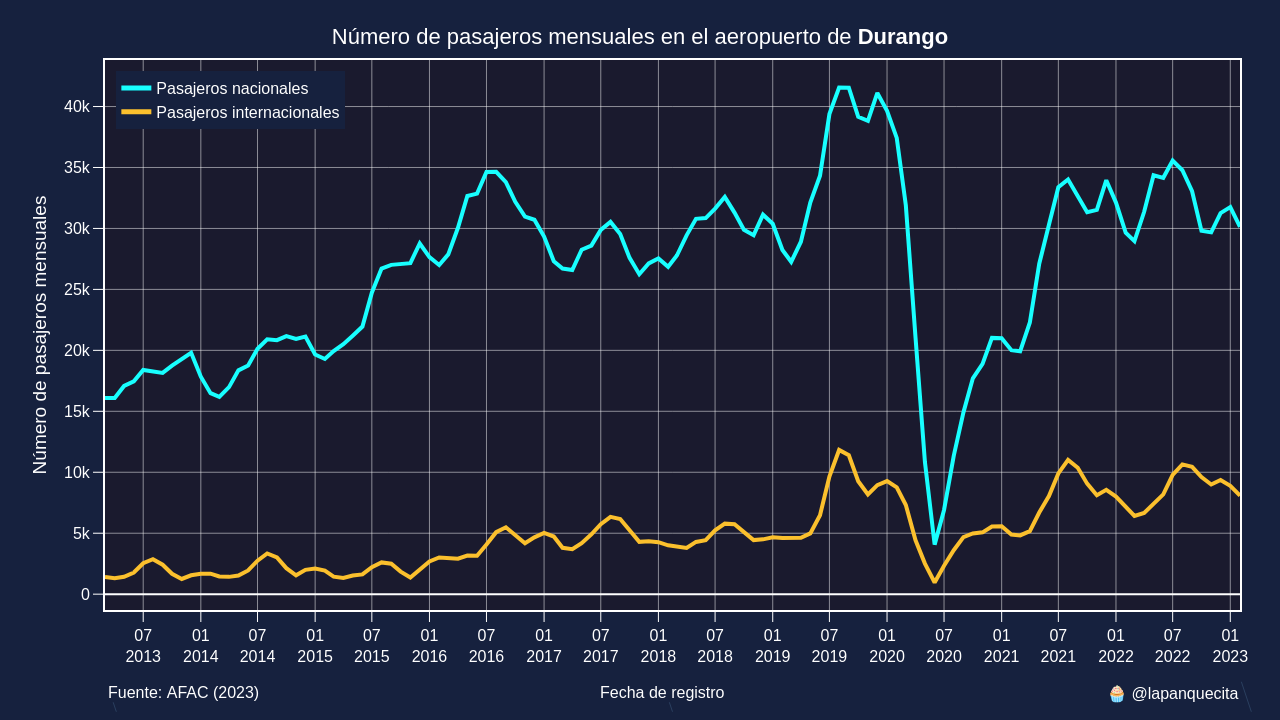 Número de pasajeros mensuales en el aeropuerto de Durango
Pasajeros nacionales
Pasajeros internacionales
Número de pasajeros mensuales
40k
35k
30k
25k
20k
15k
10k
5k
0
07 01 07 01 07 01 07 01 07 01 07 01 07 01 07 01 07 01 07 01
2013 2014 2014 2015 2015 2016 2016 2017 2017 2018 2018 2019 2019 2020 2020 2021 2021 2022 2022 2023
Fuente: AFAC (2023)
Fecha de registro
🧁 @lapanquecita